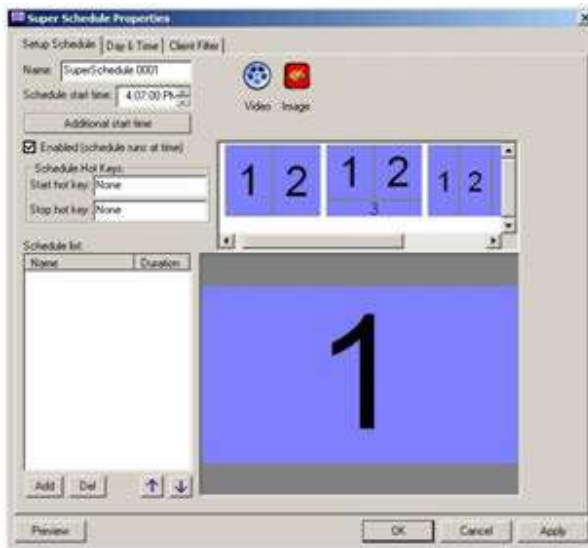 Super Schedule Properties
Setup Schedule Day & Time Client Filter
Name: SuperSchedule 0001
Schedule start time: 4:07:00 PM
Video Image
Additional start time
Enabled (schedule runs at time)
Schedule Hot Keys:
Start hot key: None
Stop hot key: None
1 2 1 2 3 1 2
Schedule list:
Name Duration
1
Add Del
Preview OK Cancel Apply